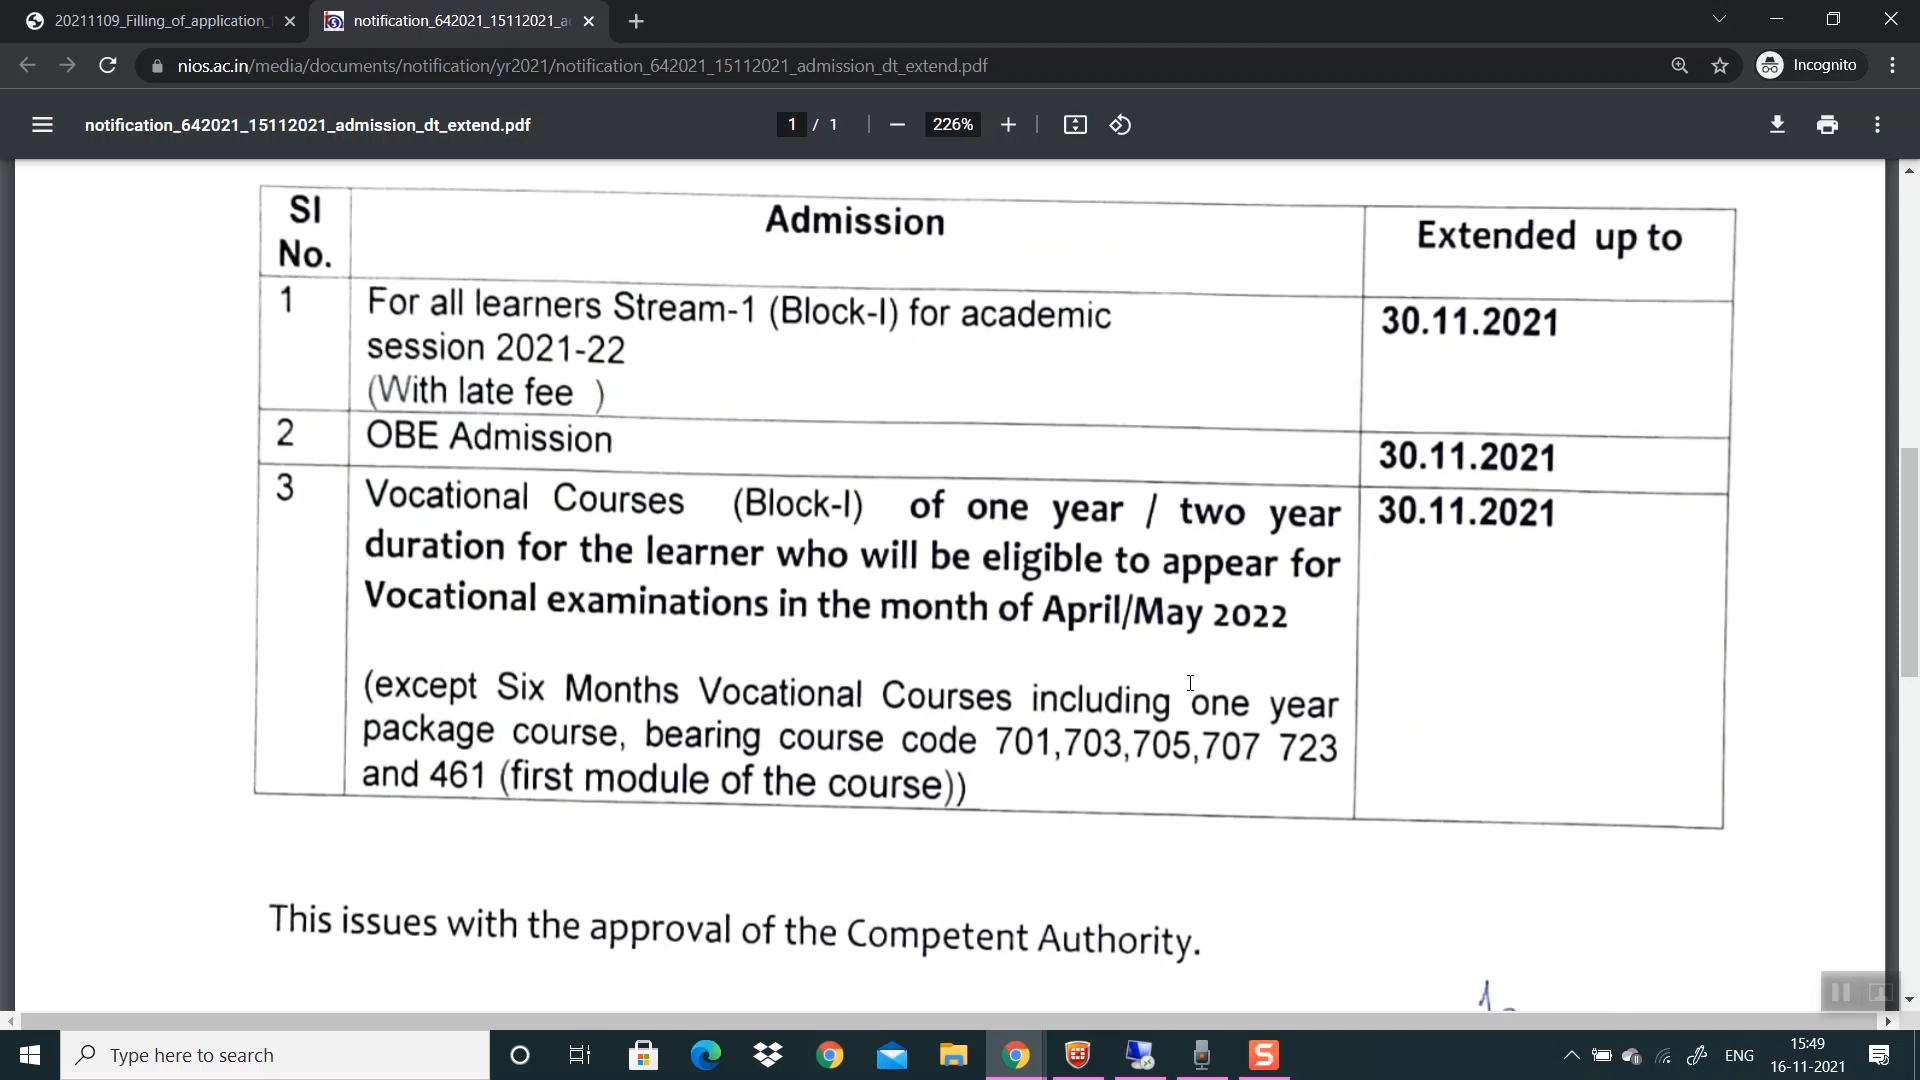 20211109_Filling_of_application_
notification_642021_15112021_a
nios.ac.in/media/documents/notification/yr2021/notification_642021_15112021_admission_dt_extend.pdf
Incognito
notification_642021_15112021_admission_dt_extend.pdf
1 / 1
226%
Sl No.
Admission
Extended up to
1
For all learners Stream-1 (Block-I) for academic
session 2021-22
(With late fee )
30.11.2021
2
OBE Admission
30.11.2021
3
Vocational Courses (Block-I) of one year / two year
duration for the learner who will be eligible to appear for
Vocational examinations in the month of April/May 2022
(except Six Months Vocational Courses including one year
package course, bearing course code 701,703,705,707 723
and 461 (first module of the course))
30.11.2021
This issues with the approval of the Competent Authority.
Type here to search
S
ENG
15:49
16-11-2021